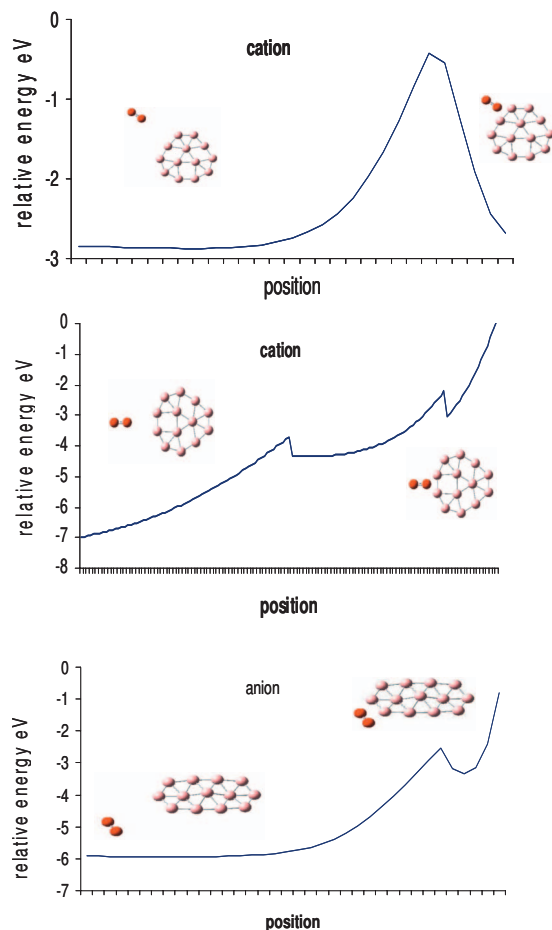 0
cation
-1
-2
-3
relative energy eV
position
0
cation
-1
-2
-3
-4
-5
-6
-7
-8
relative energy eV
position
0
anion
-1
-2
-3
-4
-5
-6
-7
relative energy eV
position